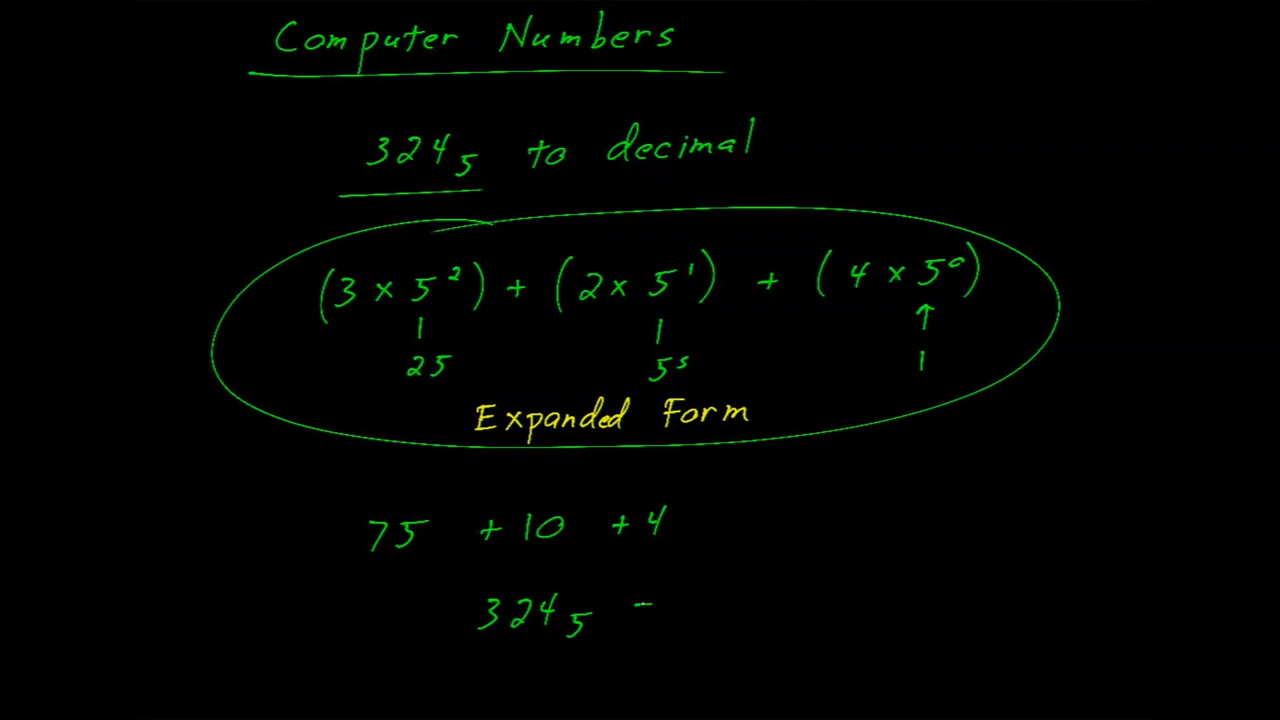 Computer Numbers
324₅ to decimal
(3 × 5²) + (2 × 5¹) + (4 × 5⁰)
25 5s 1
Expanded Form
75 + 10 + 4
324₅ -